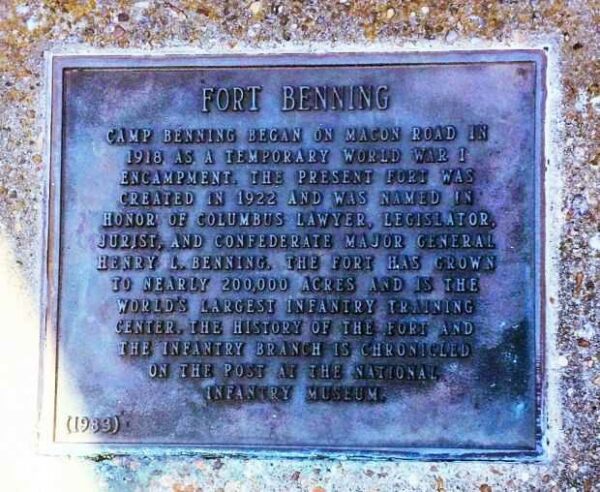 FORT BENNING
CAMP BENNING BEGAN ON MACON ROAD IN
1918 AS A TEMPORARY WORLD WAR I
ENCAMPMENT. THE PRESENT FORT WAS
CREATED IN 1922 AND WAS NAMED IN
HONOR OF COLUMBUS LAWYER, LEGISLATOR,
JURIST, AND CONFEDERATE MAJOR GENERAL
HENRY L. BENNING. THE FORT HAS GROWN
TO NEARLY 200,000 ACRES AND IS THE
WORLD'S LARGEST INFANTRY TRAINING
CENTER. THE HISTORY OF THE FORT AND
THE INFANTRY BRANCH IS CHRONICLED
ON THE POST AT THE NATIONAL
INFANTRY MUSEUM.
(1983)